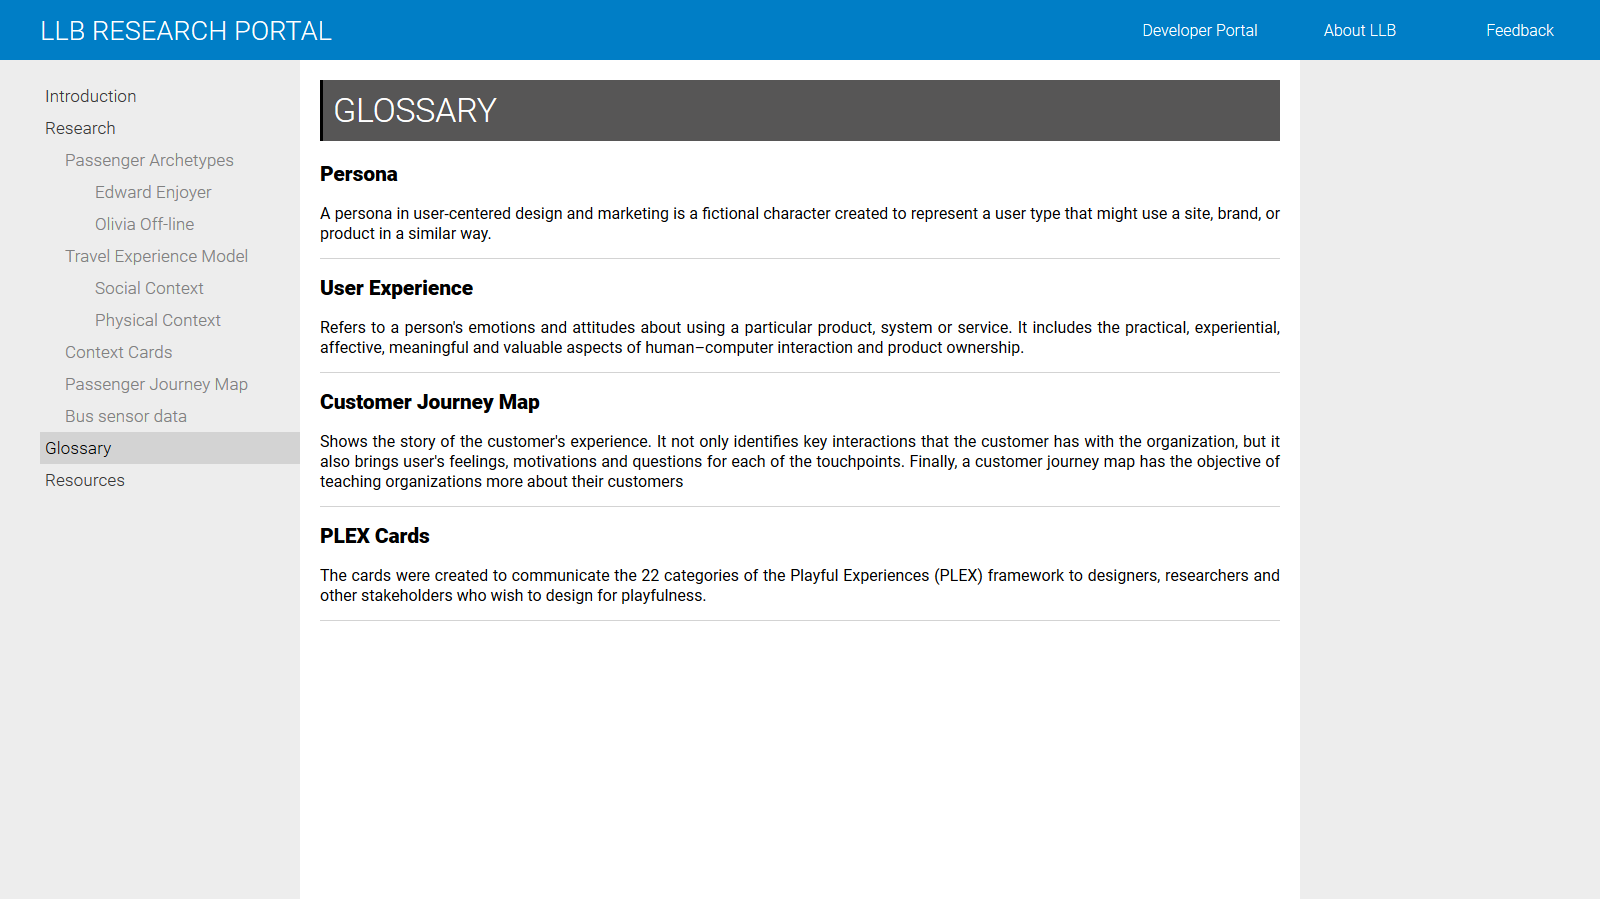 LLB RESEARCH PORTAL
Developer Portal
About LLB
Feedback
Introduction
Research
Passenger Archetypes
Edward Enjoyer
Olivia Off-line
Travel Experience Model
Social Context
Physical Context
Context Cards
Passenger Journey Map
Bus sensor data
Glossary
Resources
GLOSSARY
Persona
A persona in user-centered design and marketing is a fictional character created to represent a user type that might use a site, brand, or
product in a similar way.
User Experience
Refers to a person's emotions and attitudes about using a particular product, system or service. It includes the practical, experiential,
affective, meaningful and valuable aspects of human–computer interaction and product ownership.
Customer Journey Map
Shows the story of the customer's experience. It not only identifies key interactions that the customer has with the organization, but it
also brings user's feelings, motivations and questions for each of the touchpoints. Finally, a customer journey map has the objective of
teaching organizations more about their customers
PLEX Cards
The cards were created to communicate the 22 categories of the Playful Experiences (PLEX) framework to designers, researchers and
other stakeholders who wish to design for playfulness.